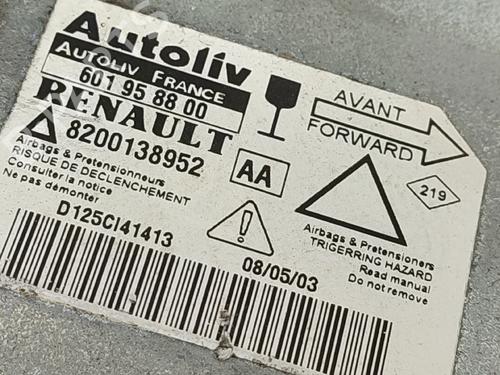 Autoliv
AUTOLIV FRANCE
601 95 88 00
RENAULT
8200138952
AA
Airbags & Pretensionneurs
RISQUE DE DECLENCHEMENT
Consulter la notice
Ne pas démonter
D125CI41413
08/05/03
AVANT
FORWARD
219
Airbags & Pretensioners
TRIGERRING HAZARD
Read manual
Do not remove